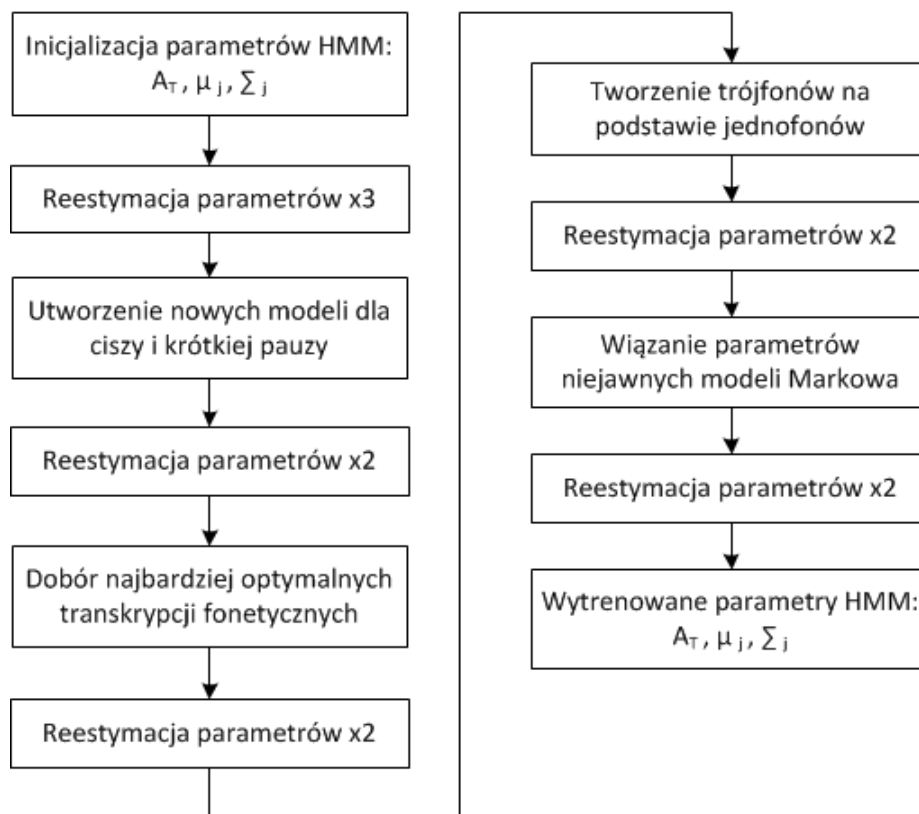 Inicjalizacja parametrów HMM:
A_T , μ_j , ∑_j
Reestymacja parametrów x3
Utworzenie nowych modeli dla
ciszy i krótkiej pauzy
Reestymacja parametrów x2
Dobór najbardziej optymalnych
transkrypcji fonetycznych
Reestymacja parametrów x2
Tworzenie trójfonów na
podstawie jednofonów
Reestymacja parametrów x2
Wiązanie parametrów
niejawnych modeli Markowa
Reestymacja parametrów x2
Wytrenowane parametry HMM:
A_T , μ_j , ∑_j